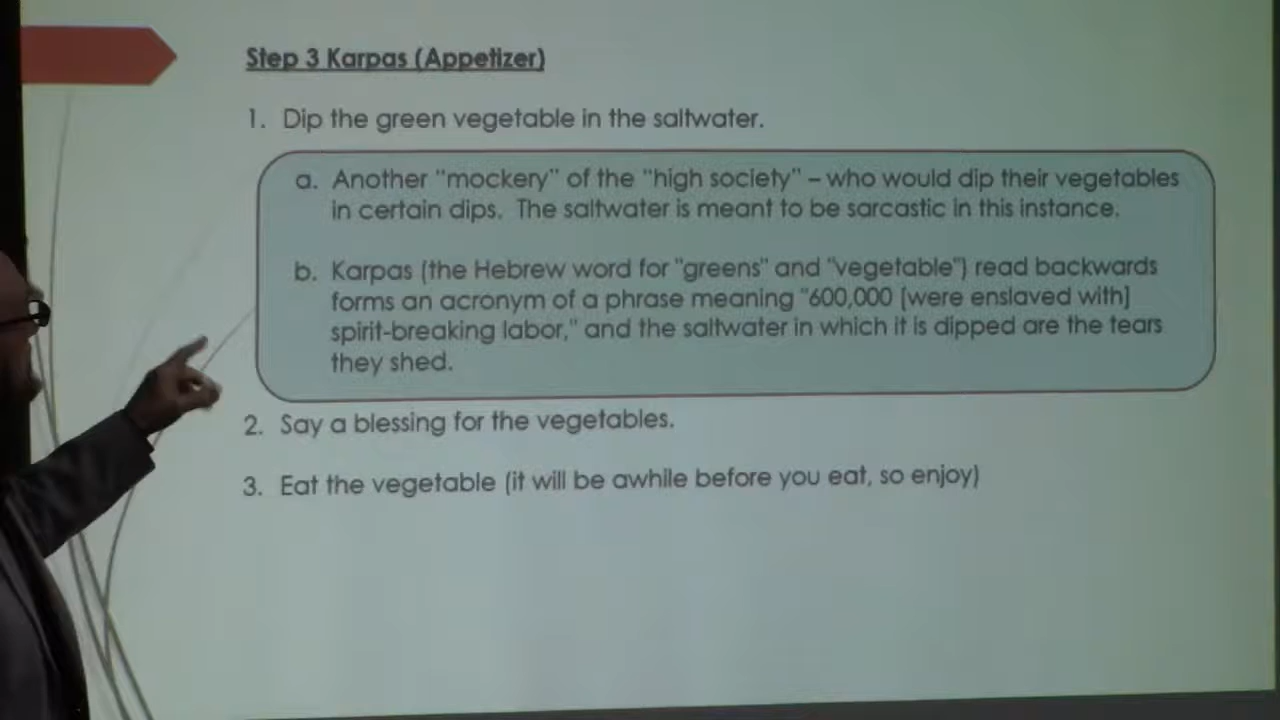 Step 3 Karpas (Appetizer)
1. Dip the green vegetable in the saltwater.
a. Another "mockery" of the "high society" – who would dip their vegetables
in certain dips. The saltwater is meant to be sarcastic in this instance.
b. Karpas (the Hebrew word for "greens" and "vegetable") read backwards
forms an acronym of a phrase meaning "600,000 [were enslaved with]
spirit-breaking labor," and the saltwater in which it is dipped are the tears
they shed.
2. Say a blessing for the vegetables.
3. Eat the vegetable (it will be awhile before you eat, so enjoy)